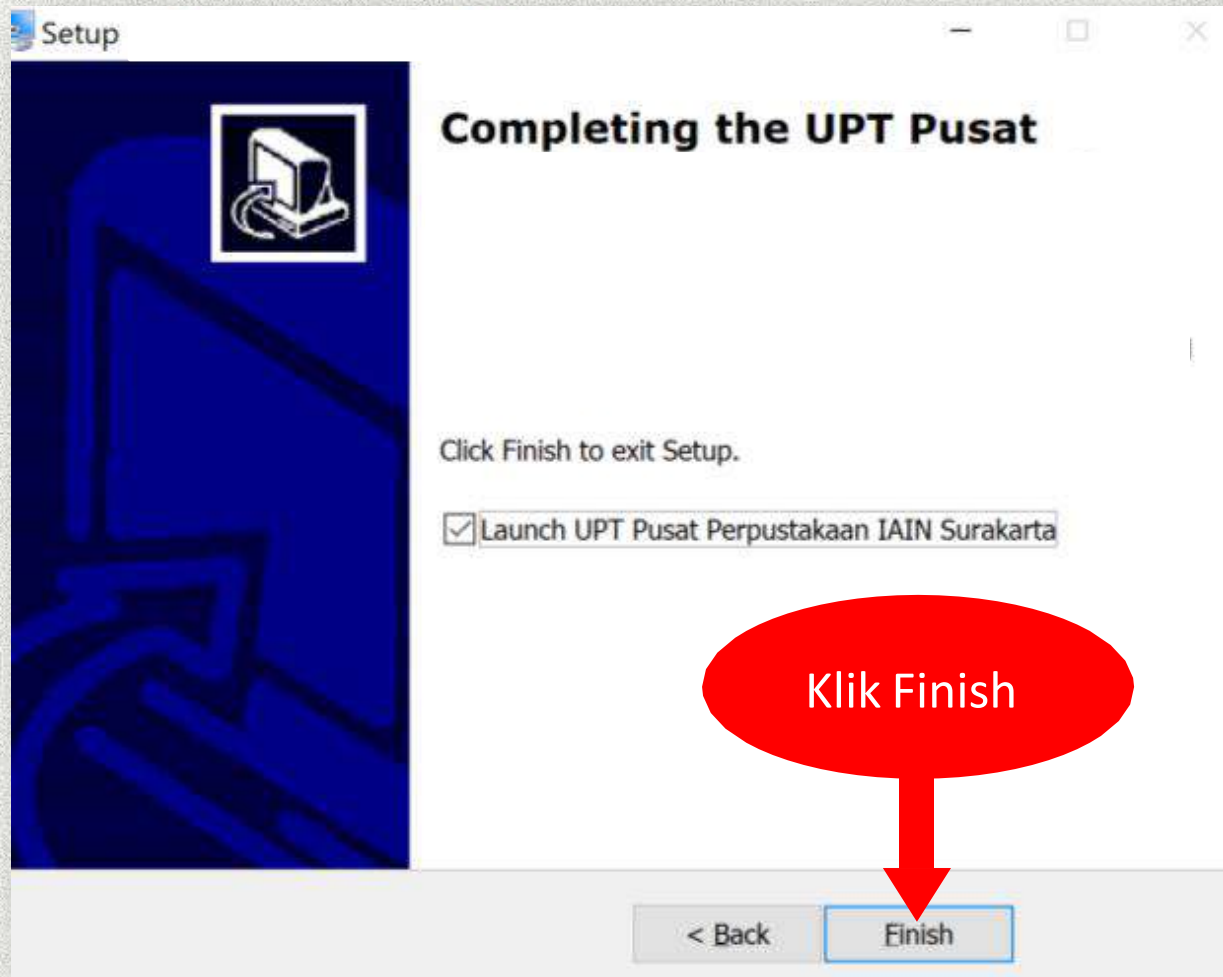 Setup
Completing the UPT Pusat
Click Finish to exit Setup.
Launch UPT Pusat Perpustakaan IAIN Surakarta
Klik Finish
< Back
Finish